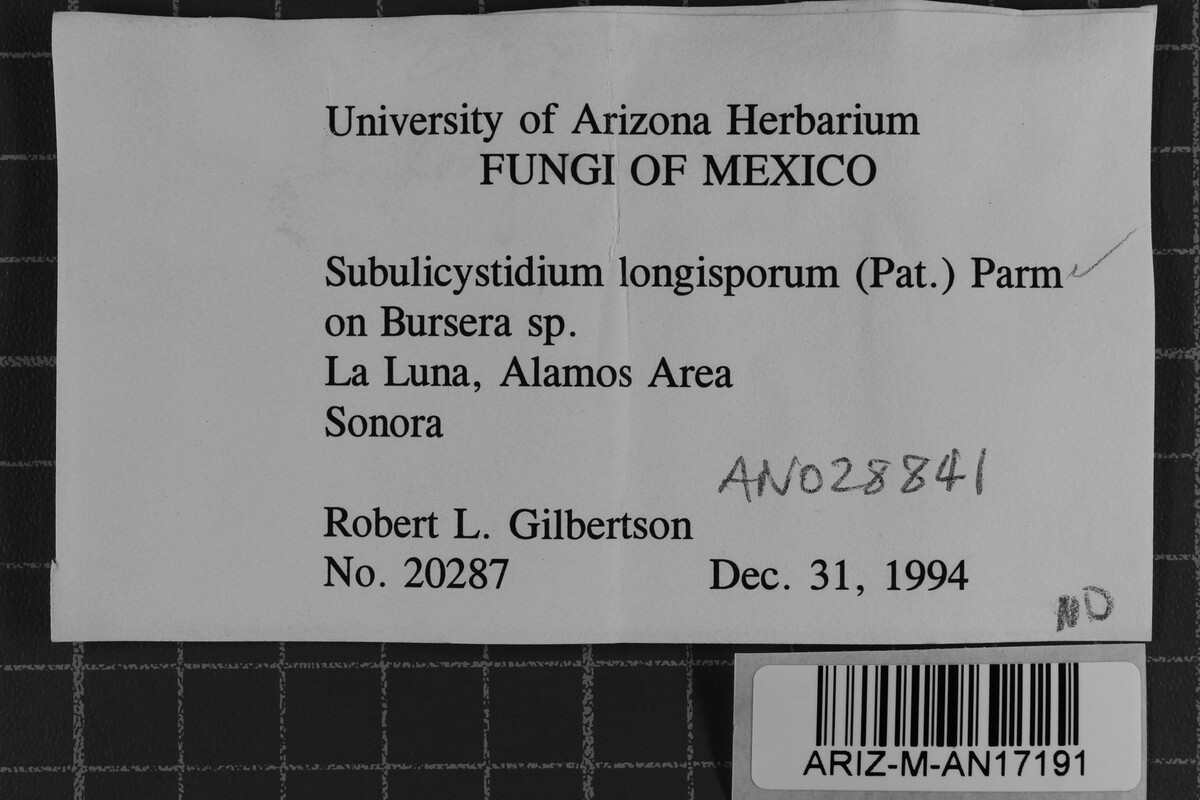 University of Arizona Herbarium
FUNGI OF MEXICO
Subulicystidium longisporum (Pat.) Parm
on Bursera sp.
La Luna, Alamos Area
Sonora
AN028841
Robert L. Gilbertson
No. 20287 Dec. 31, 1994
ND
ARIZ-M-AN17191